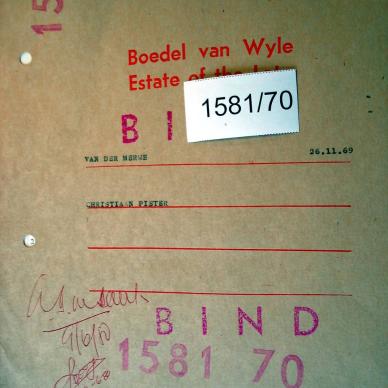 15
Boedel van Wyle
Estate of the
1581/70
B I
VAN DER MERWE 26.11.69
CHRISTIAAN PIETER
B I N D
1581 70